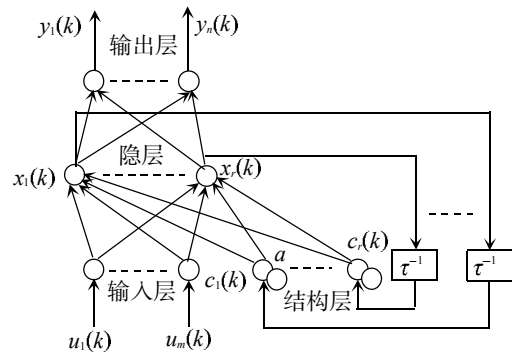 y₁(k) yₙ(k)
输出层
隐层
x₁(k) xᵣ(k)
cᵣ(k)
a
τ⁻¹ τ⁻¹
c₁(k)
输入层 结构层
u₁(k) uₘ(k)